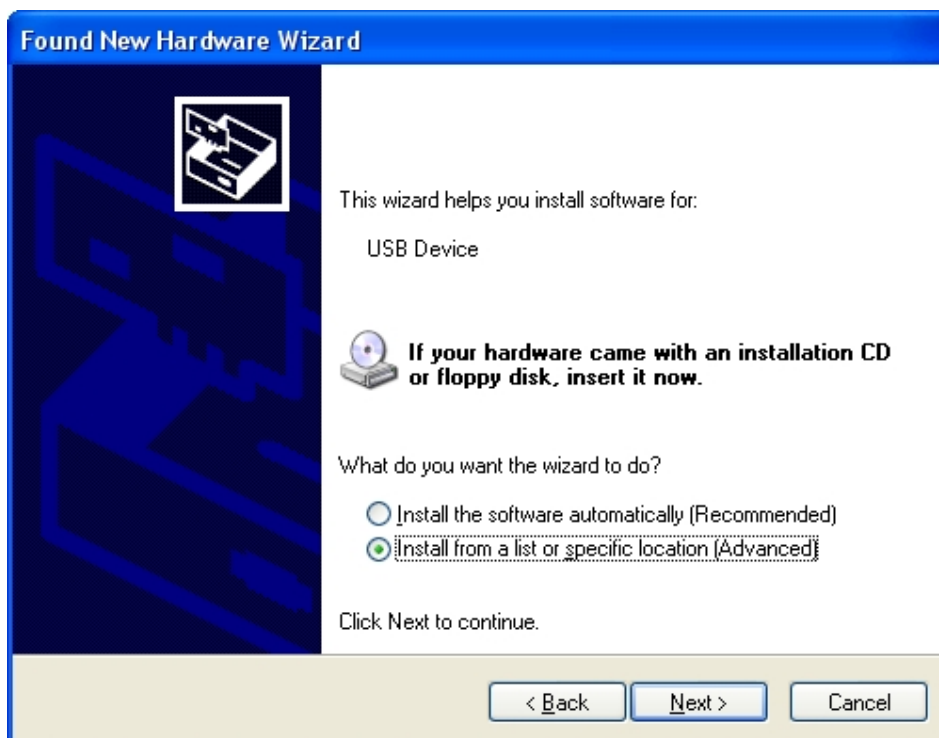 Found New Hardware Wizard
This wizard helps you install software for:
USB Device
If your hardware came with an installation CD
or floppy disk, insert it now.
What do you want the wizard to do?
Install the software automatically (Recommended)
Install from a list or specific location (Advanced)
Click Next to continue.
< Back Next > Cancel